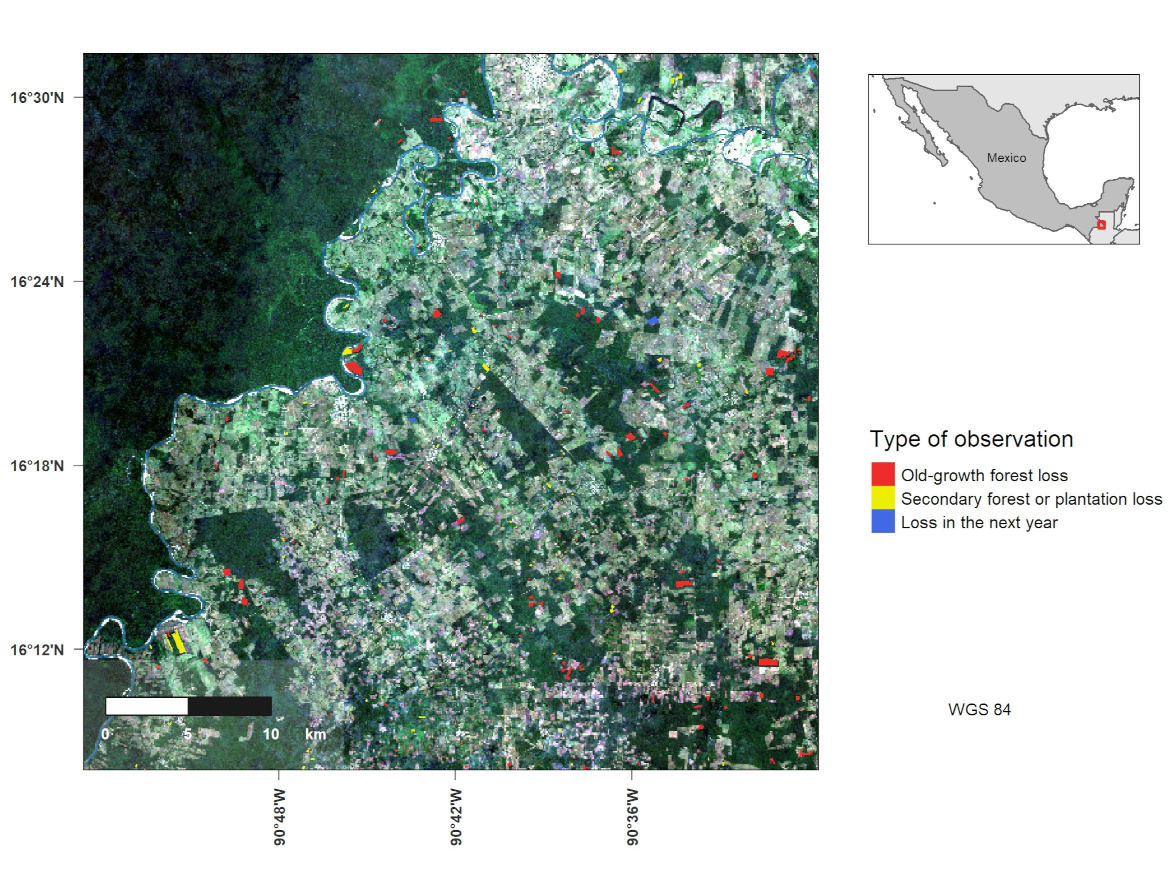 16°30'N
16°24'N
16°18'N
16°12'N
0 5 10 km
90°48'W
90°42'W
90°36'W
Mexico
Type of observation
Old-growth forest loss
Secondary forest or plantation loss
Loss in the next year
WGS 84